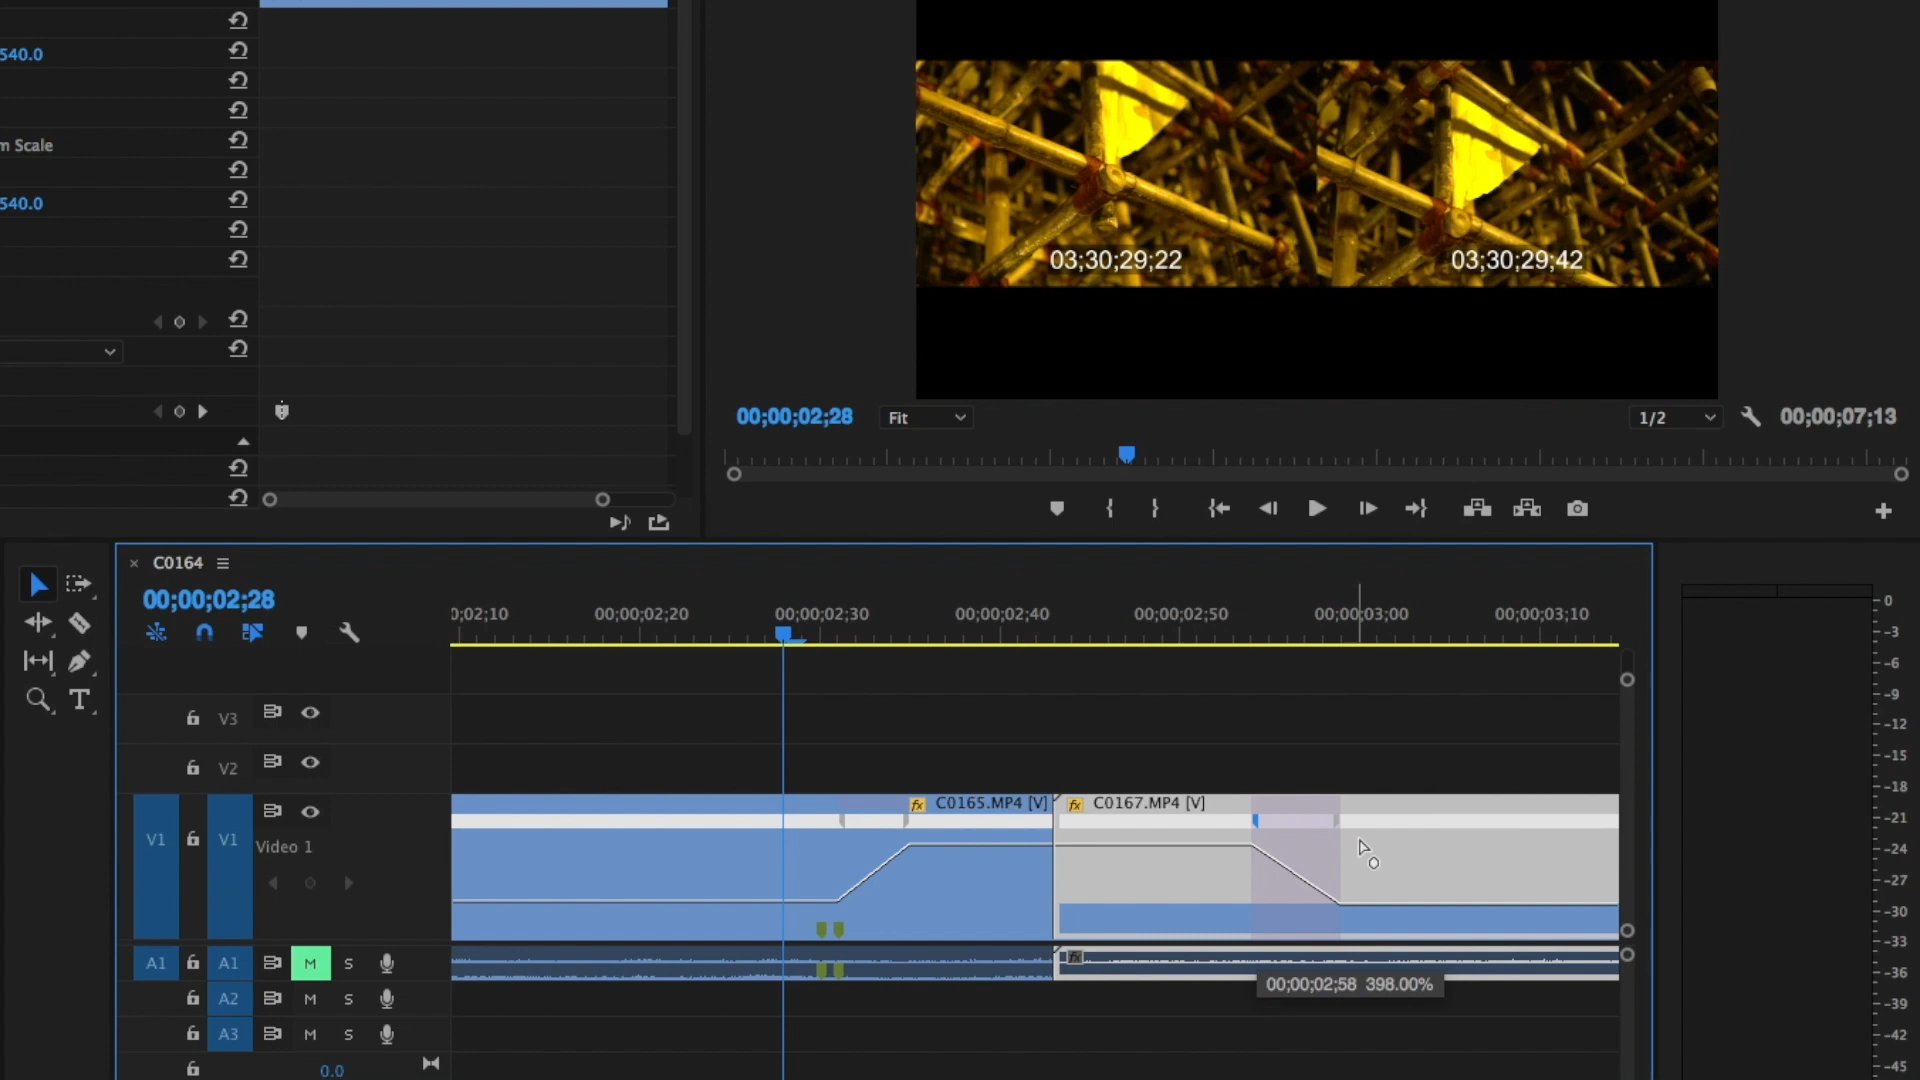 540.0
m Scale
540.0
03;30;29;22
03;30;29;42
00;00;02;28
Fit
1/2
00;00;07;13
× C0164
00;00;02;28
0;02;10
00;00;02;20
00;00;02;30
00;00;02;40
00;00;02;50
00;00;03;00
00;00;03;10
V3
V2
fx C0165.MP4 [V]
fx C0167.MP4 [V]
V1
V1
Video 1
A1
A1
M
S
fx
00;00;02;58 398.00%
A2
M
S
A3
M
S
0.0
0
-3
-6
-9
-12
-15
-18
-21
-24
-27
-30
-33
-36
-39
-42
-45